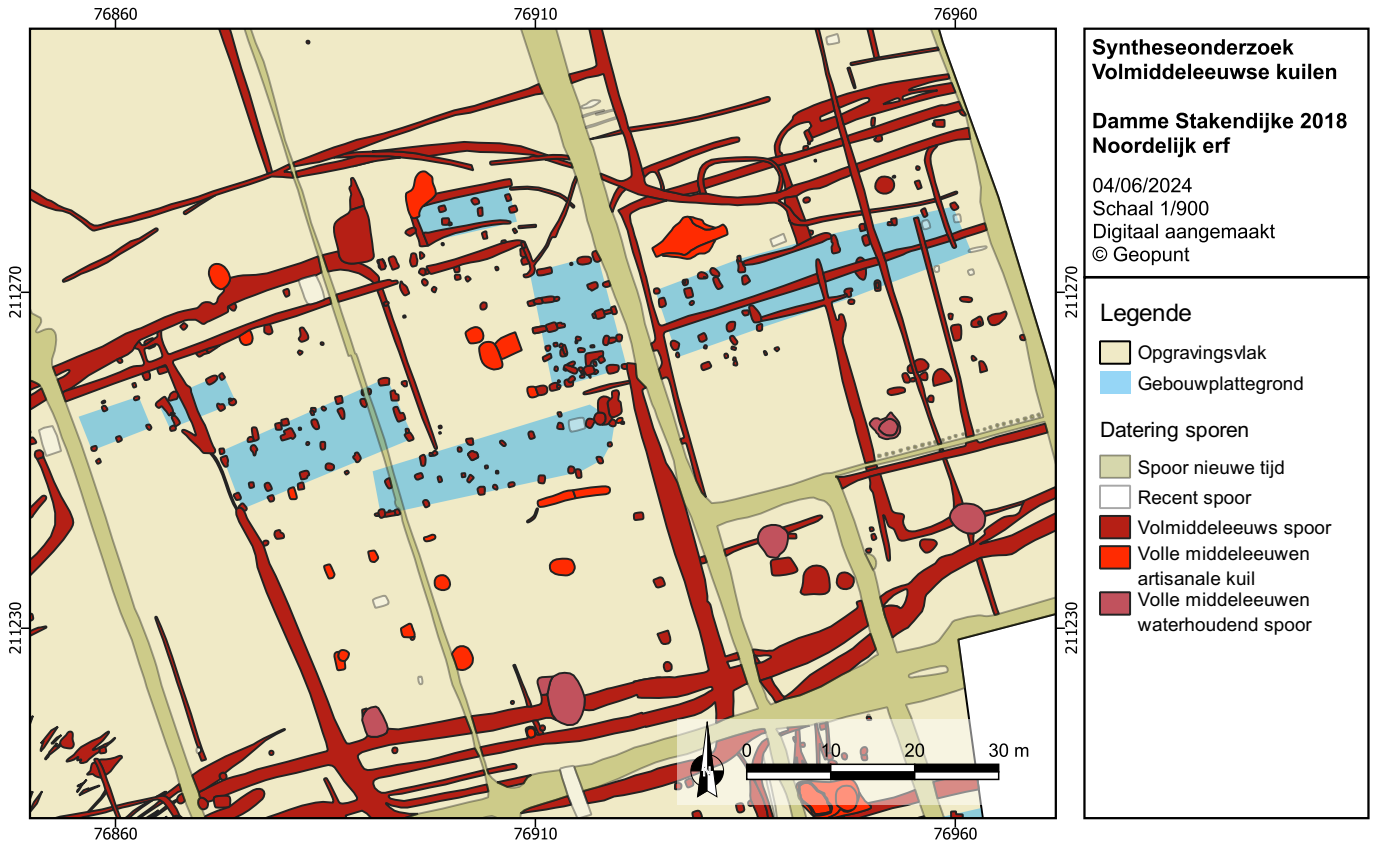 76860
76910
76960
Syntheseonderzoek
Volmiddeleeuwse kuilen
Damme Stakendijke 2018
Noordelijk erf
04/06/2024
Schaal 1/900
Digitaal aangemaakt
© Geopunt
211270
211270
Legende
Opgravingsvlak
Gebouwplattegrond
Datering sporen
Spoor nieuwe tijd
Recent spoor
Volmiddeleeuws spoor
Volle middeleeuwen
artisanale kuil
Volle middeleeuwen
waterhoudend spoor
211230
211230
0 10 20 30 m
76860
76910
76960